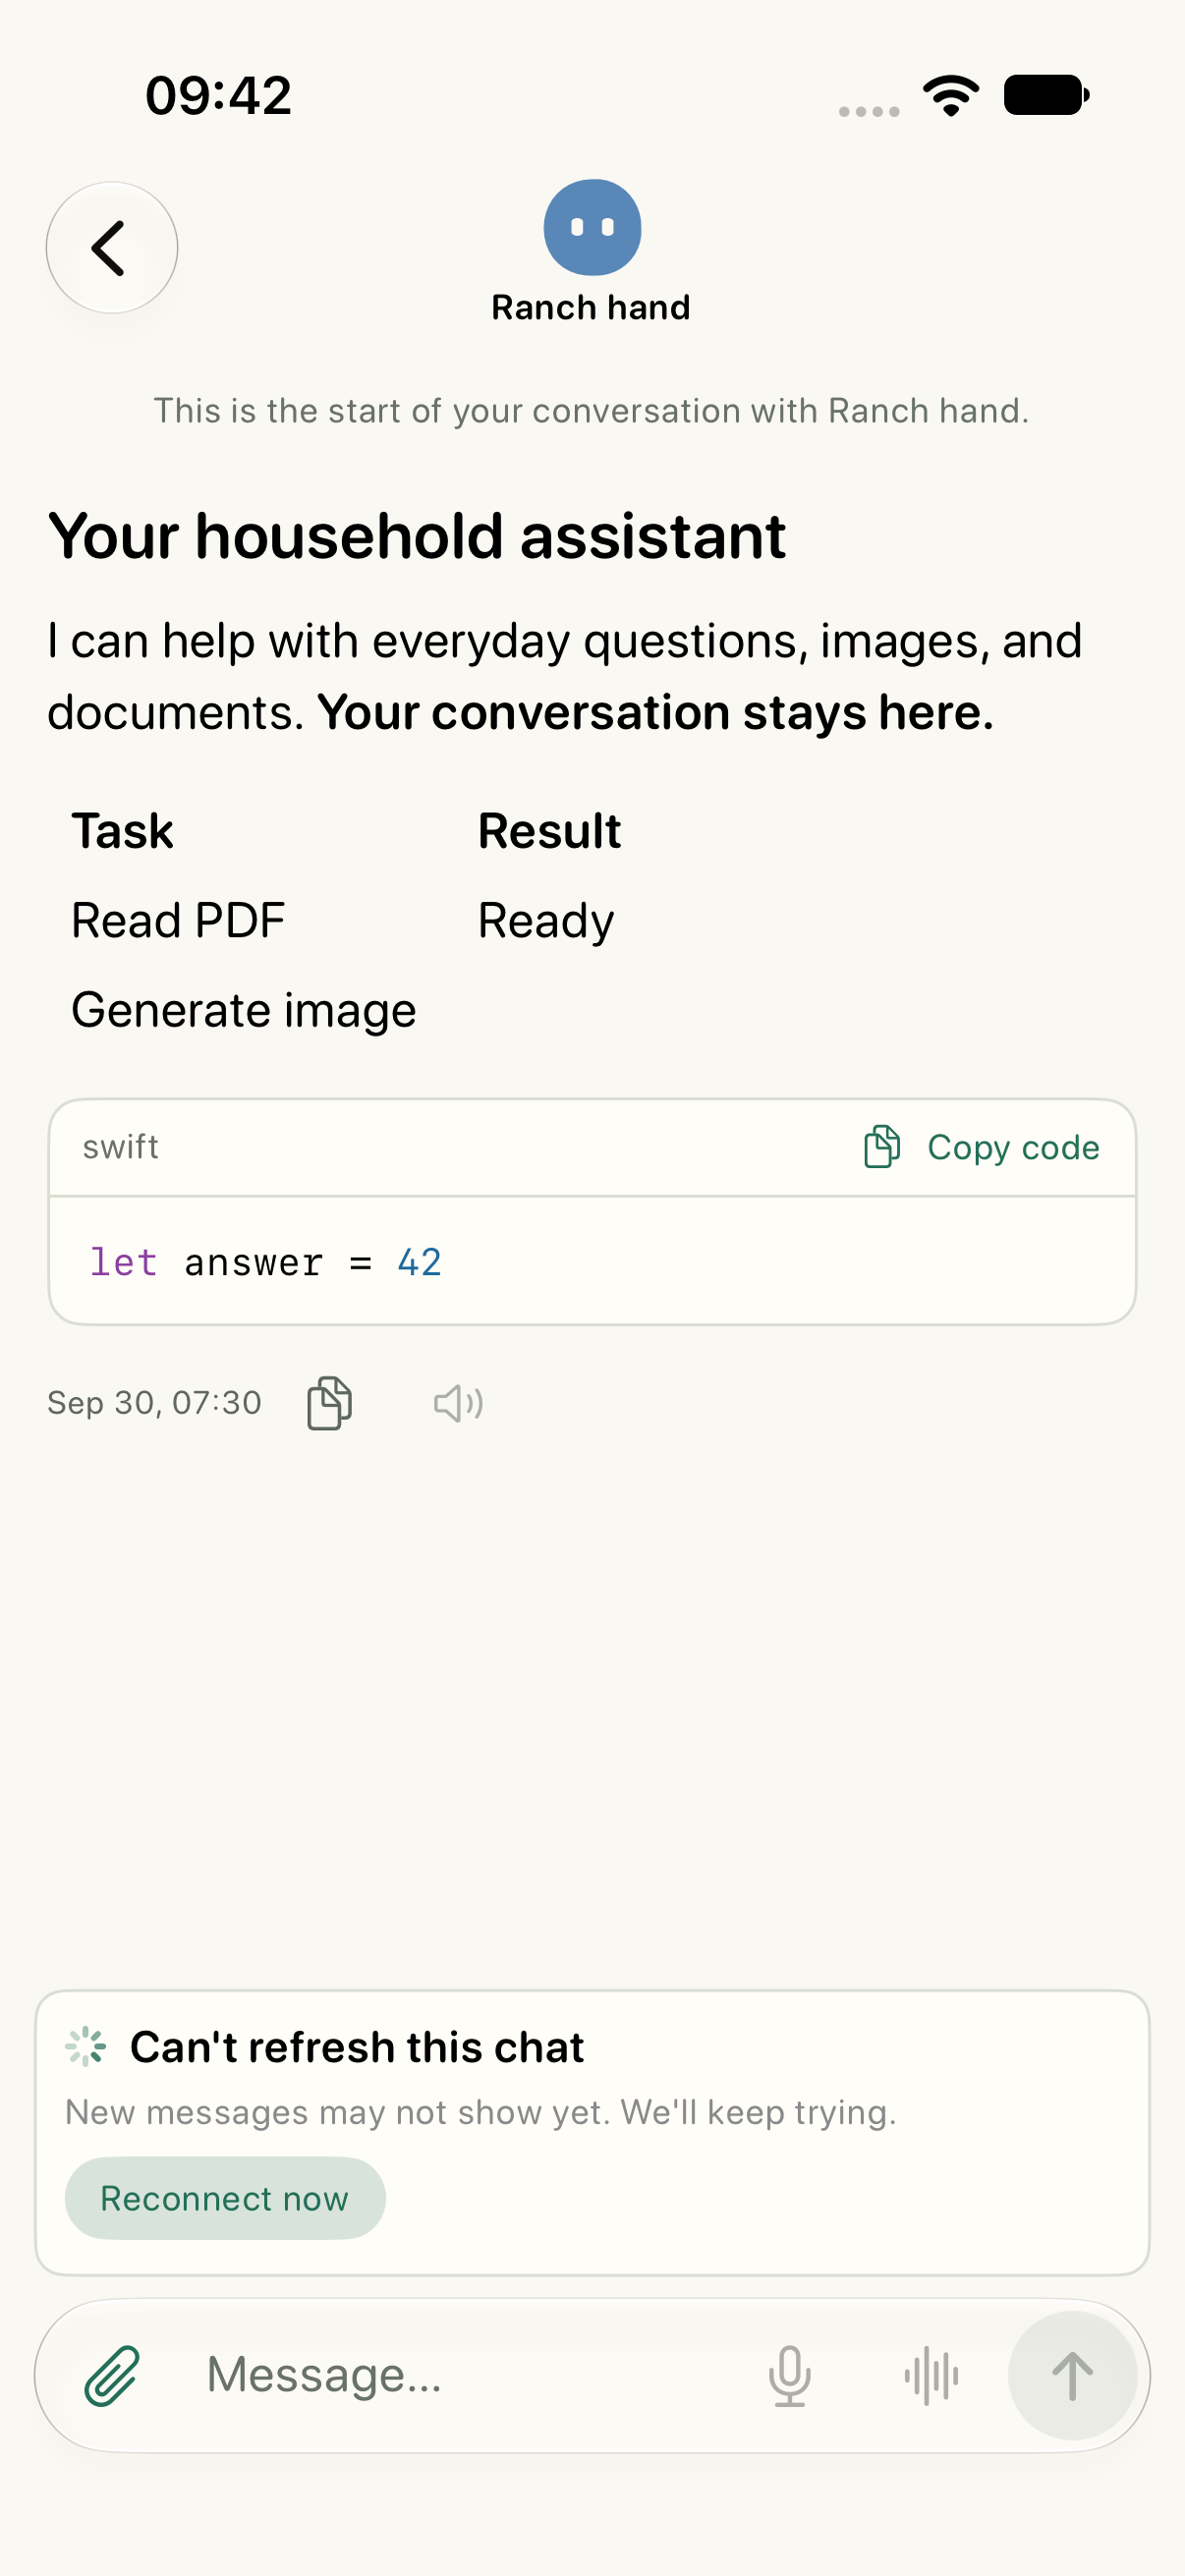 09:42
Ranch hand
This is the start of your conversation with Ranch hand.
Your household assistant
I can help with everyday questions, images, and
documents. Your conversation stays here.
Task Result
Read PDF Ready
Generate image
swift Copy code
let answer = 42
Sep 30, 07:30
Can't refresh this chat
New messages may not show yet. We'll keep trying.
Reconnect now
Message...